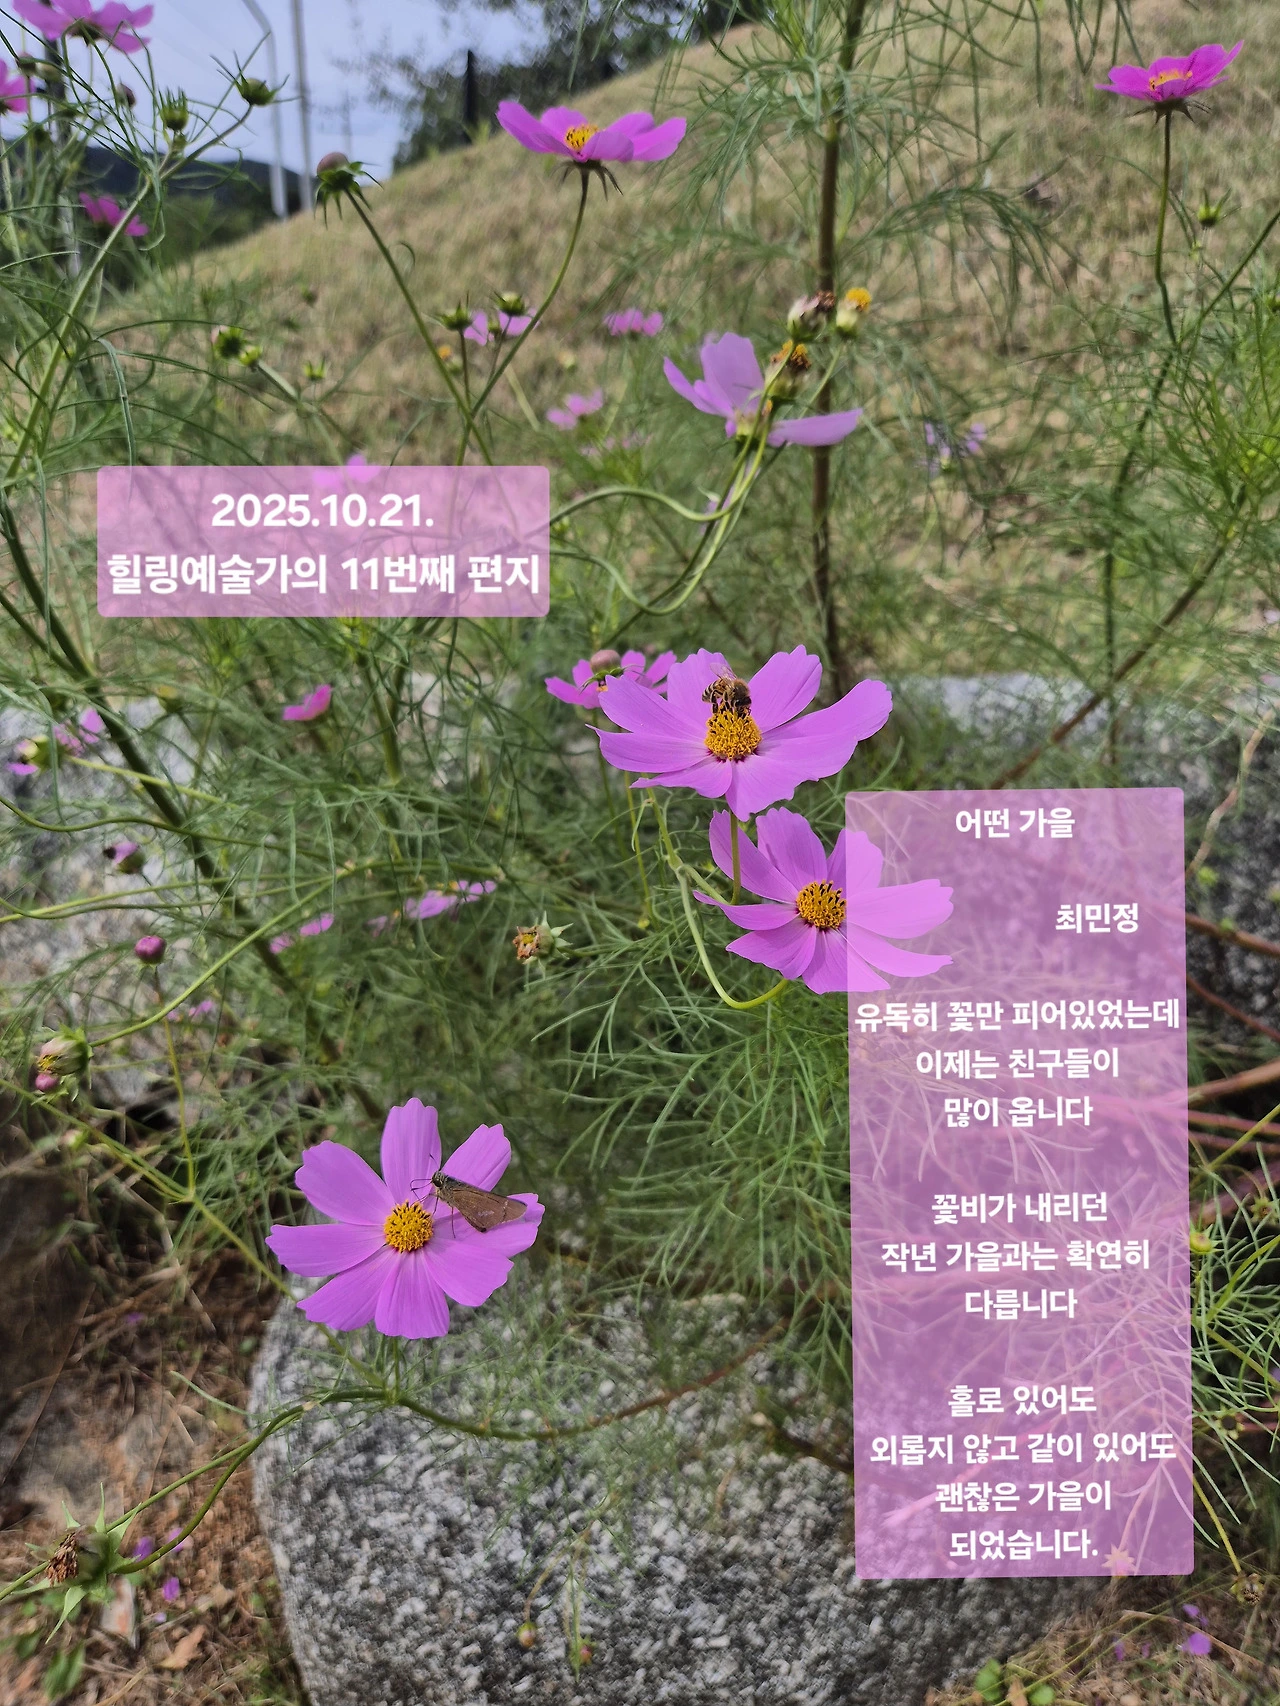 2025.10.21.
힐링예술가의 11번째 편지
어떤 가을
최민정
유독히 꽃만 피어있었는데
이제는 친구들이
많이 옵니다
꽃비가 내리던
작년 가을과는 확연히
다릅니다
홀로 있어도
외롭지 않고 같이 있어도
괜찮은 가을이
되었습니다.